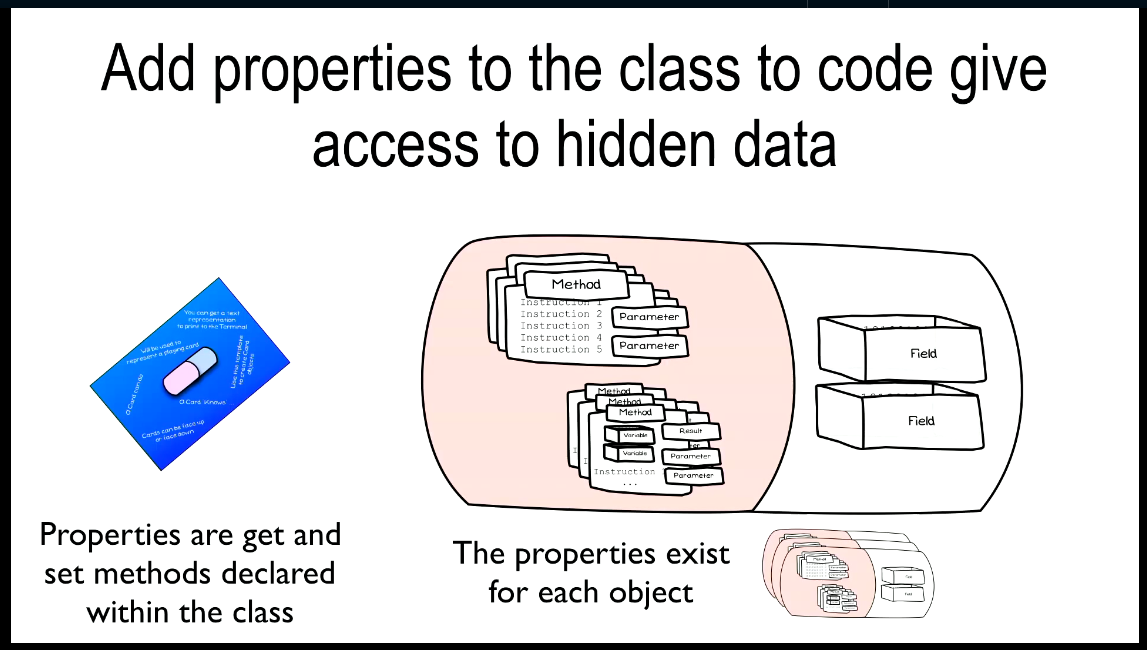 Add properties to the class to code give
access to hidden data
You can get a text
representation
to print to the Terminal
Will be used to
represent a playing card
Use the template
to create Card
objects
Cards can be face up
or face down
Method
Instruction 1
Instruction 2
Instruction 3
Instruction 4
Instruction 5
Parameter
Parameter
Method
Method
Method
Variable
Variable
Result
Parameter
Parameter
Instruction
...
Field
Field
Properties are get and
set methods declared
within the class
The properties exist
for each object
Method
Field
Field